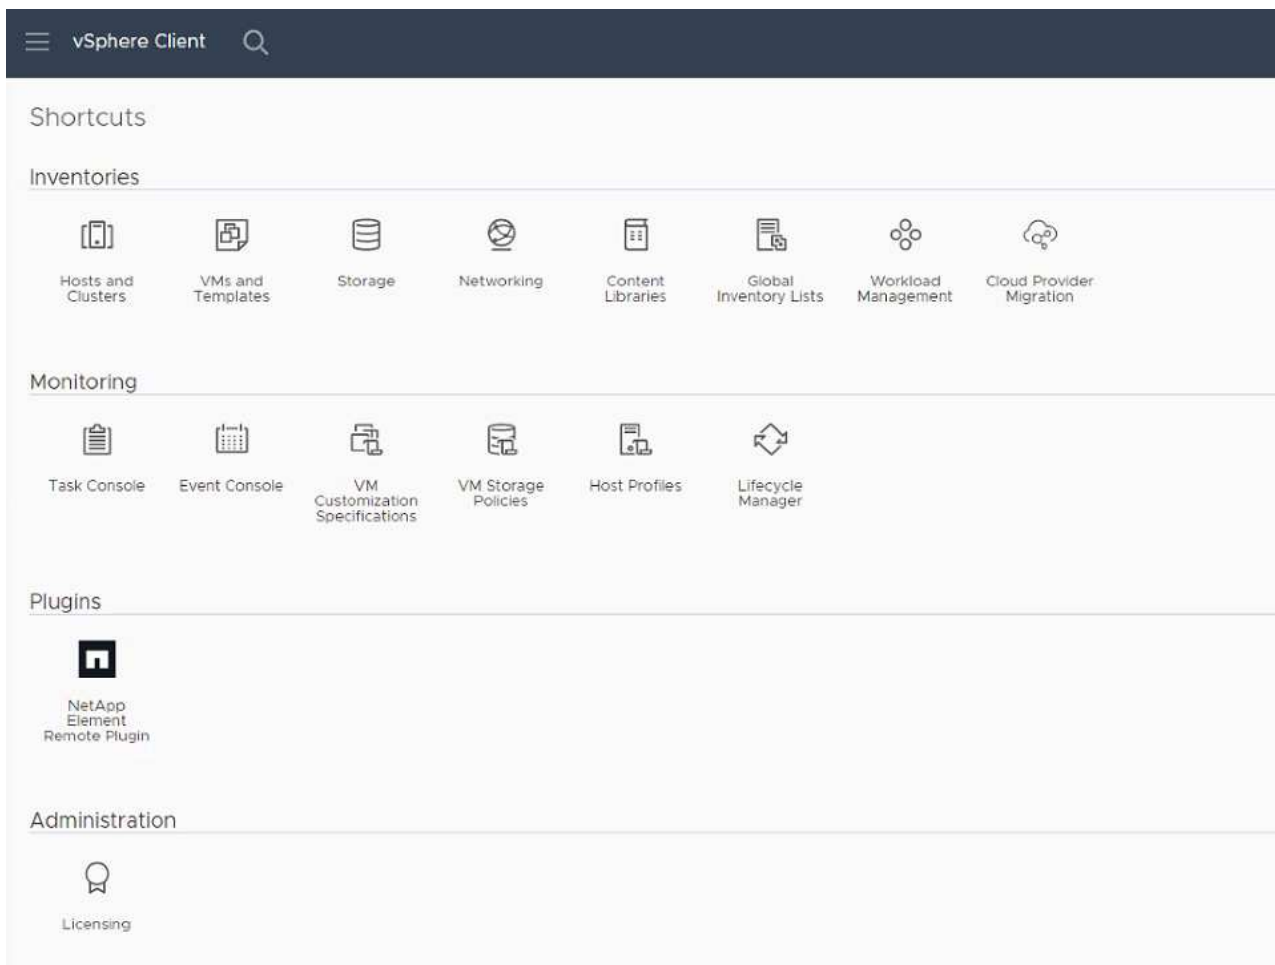 vSphere Client
Shortcuts
Inventories
Hosts and
Clusters
VMs and
Templates
Storage
Networking
Content
Libraries
Global
Inventory Lists
Workload
Management
Cloud Provider
Migration
Monitoring
Task Console
Event Console
VM
Customization
Specifications
VM Storage
Policies
Host Profiles
Lifecycle
Manager
Plugins
NetApp
Element
Remote Plugin
Administration
Licensing